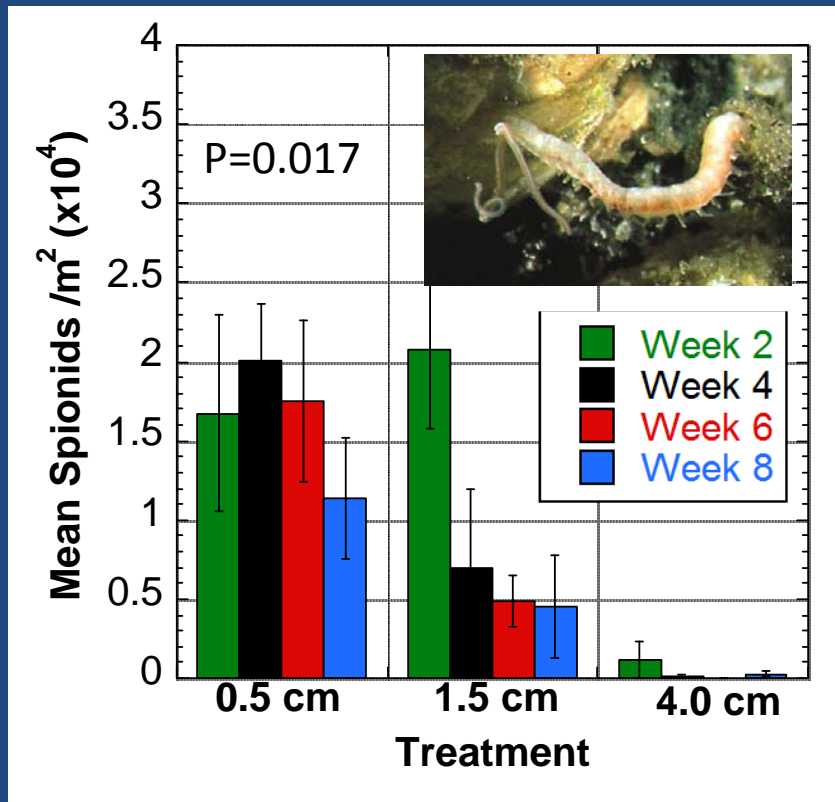 4
3.5
3
2.5
2
1.5
1
0.5
0
Mean Spionids /m² (x10⁴)
P=0.017
Week 2
Week 4
Week 6
Week 8
0.5 cm 1.5 cm 4.0 cm
Treatment